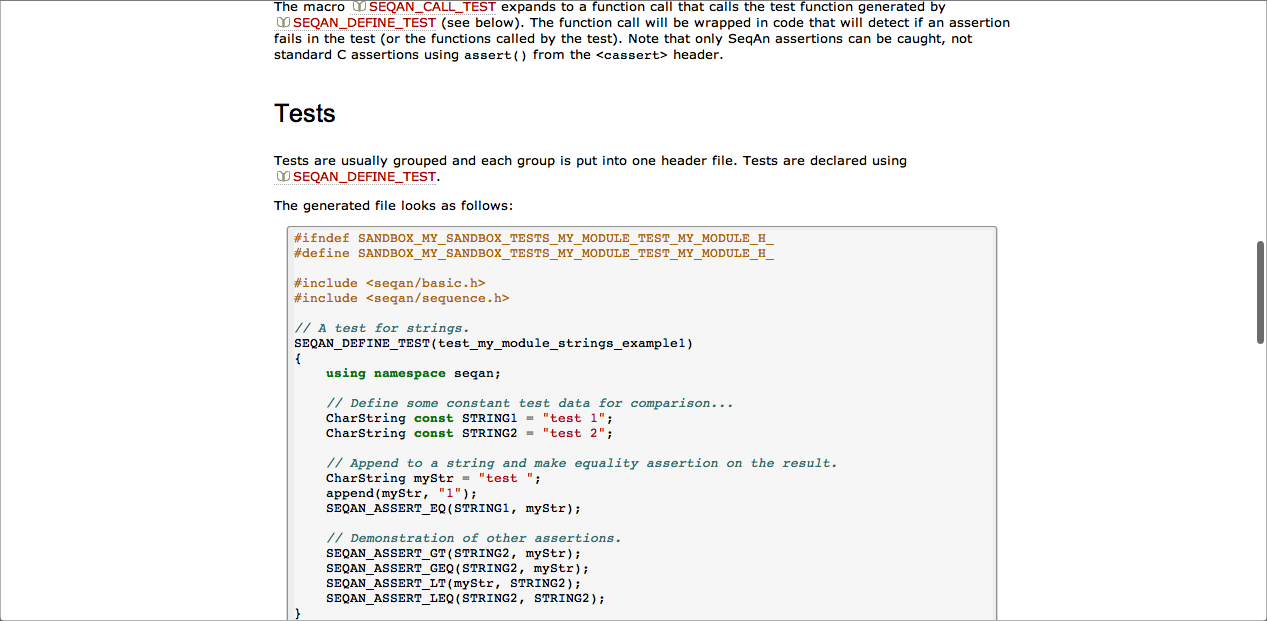 The macro SEQAN_CALL_TEST expands to a function call that calls the test function generated by
SEQAN_DEFINE_TEST (see below). The function call will be wrapped in code that will detect if an assertion
fails in the test (or the functions called by the test). Note that only SeqAn assertions can be caught, not
standard C assertions using assert() from the <cassert> header.
Tests
Tests are usually grouped and each group is put into one header file. Tests are declared using
SEQAN_DEFINE_TEST.
The generated file looks as follows:
#ifndef SANDBOX_MY_SANDBOX_TESTS_MY_MODULE_TEST_MY_MODULE_H_
#define SANDBOX_MY_SANDBOX_TESTS_MY_MODULE_TEST_MY_MODULE_H_
#include <seqan/basic.h>
#include <seqan/sequence.h>
// A test for strings.
SEQAN_DEFINE_TEST(test_my_module_strings_example1)
{
    using namespace seqan;
    // Define some constant test data for comparison...
    CharString const STRING1 = "test 1";
    CharString const STRING2 = "test 2";
    // Append to a string and make equality assertion on the result.
    CharString myStr = "test ";
    append(myStr, "1");
    SEQAN_ASSERT_EQ(STRING1, myStr);
    // Demonstration of other assertions.
    SEQAN_ASSERT_GT(STRING2, myStr);
    SEQAN_ASSERT_GEQ(STRING2, myStr);
    SEQAN_ASSERT_LT(myStr, STRING2);
    SEQAN_ASSERT_LEQ(STRING2, STRING2);
}